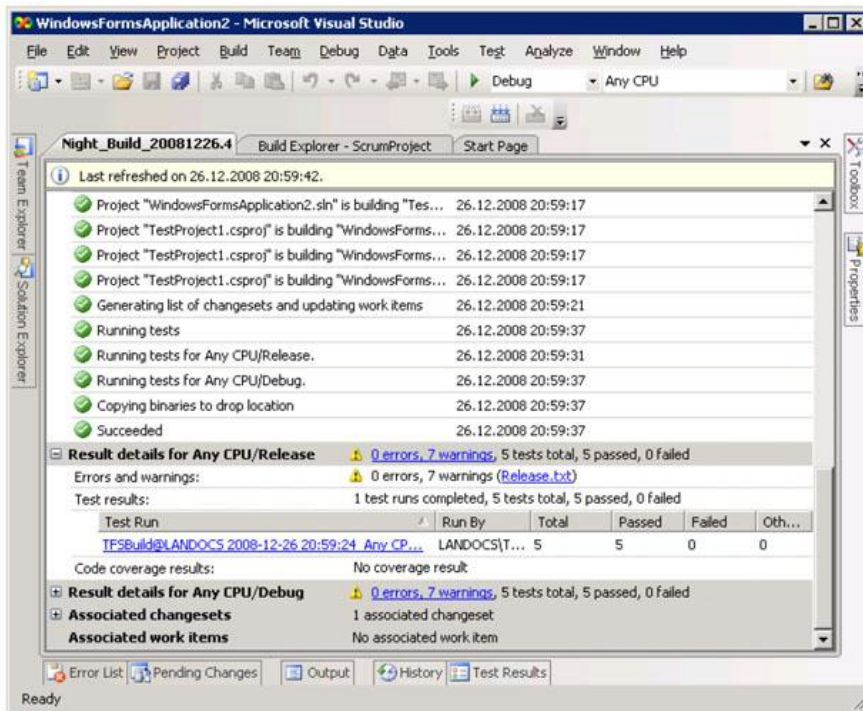 WindowsFormsApplication2 - Microsoft Visual Studio
File Edit View Project Build Team Debug Data Tools Test Analyze Window Help
Debug Any CPU
Night_Build_20081226.4 Build Explorer - ScrumProject Start Page
Last refreshed on 26.12.2008 20:59:42.
Project "WindowsFormsApplication2.sln" is building "Tes... 26.12.2008 20:59:17
Project "TestProject1.csproj" is building "WindowsForms... 26.12.2008 20:59:17
Project "TestProject1.csproj" is building "WindowsForms... 26.12.2008 20:59:17
Project "TestProject1.csproj" is building "WindowsForms... 26.12.2008 20:59:17
Generating list of changesets and updating work items 26.12.2008 20:59:21
Running tests 26.12.2008 20:59:37
Running tests for Any CPU/Release. 26.12.2008 20:59:31
Running tests for Any CPU/Debug. 26.12.2008 20:59:37
Copying binaries to drop location 26.12.2008 20:59:37
Succeeded 26.12.2008 20:59:37
Result details for Any CPU/Release 0 errors, 7 warnings, 5 tests total, 5 passed, 0 failed
Errors and warnings: 0 errors, 7 warnings (Release.txt)
Test results: 1 test runs completed, 5 tests total, 5 passed, 0 failed
Test Run Run By Total Passed Failed Oth...
TFSBuild@LANDOCS 2008-12-26 20:59:24_Any CP... LANDOCS\T... 5 5 0 0
Code coverage results: No coverage result
Result details for Any CPU/Debug 0 errors, 7 warnings, 5 tests total, 5 passed, 0 failed
Associated changesets 1 associated changeset
Associated work items No associated work item
Error List Pending Changes Output History Test Results
Ready
Team Explorer
Solution Explorer
Toolbox
Properties